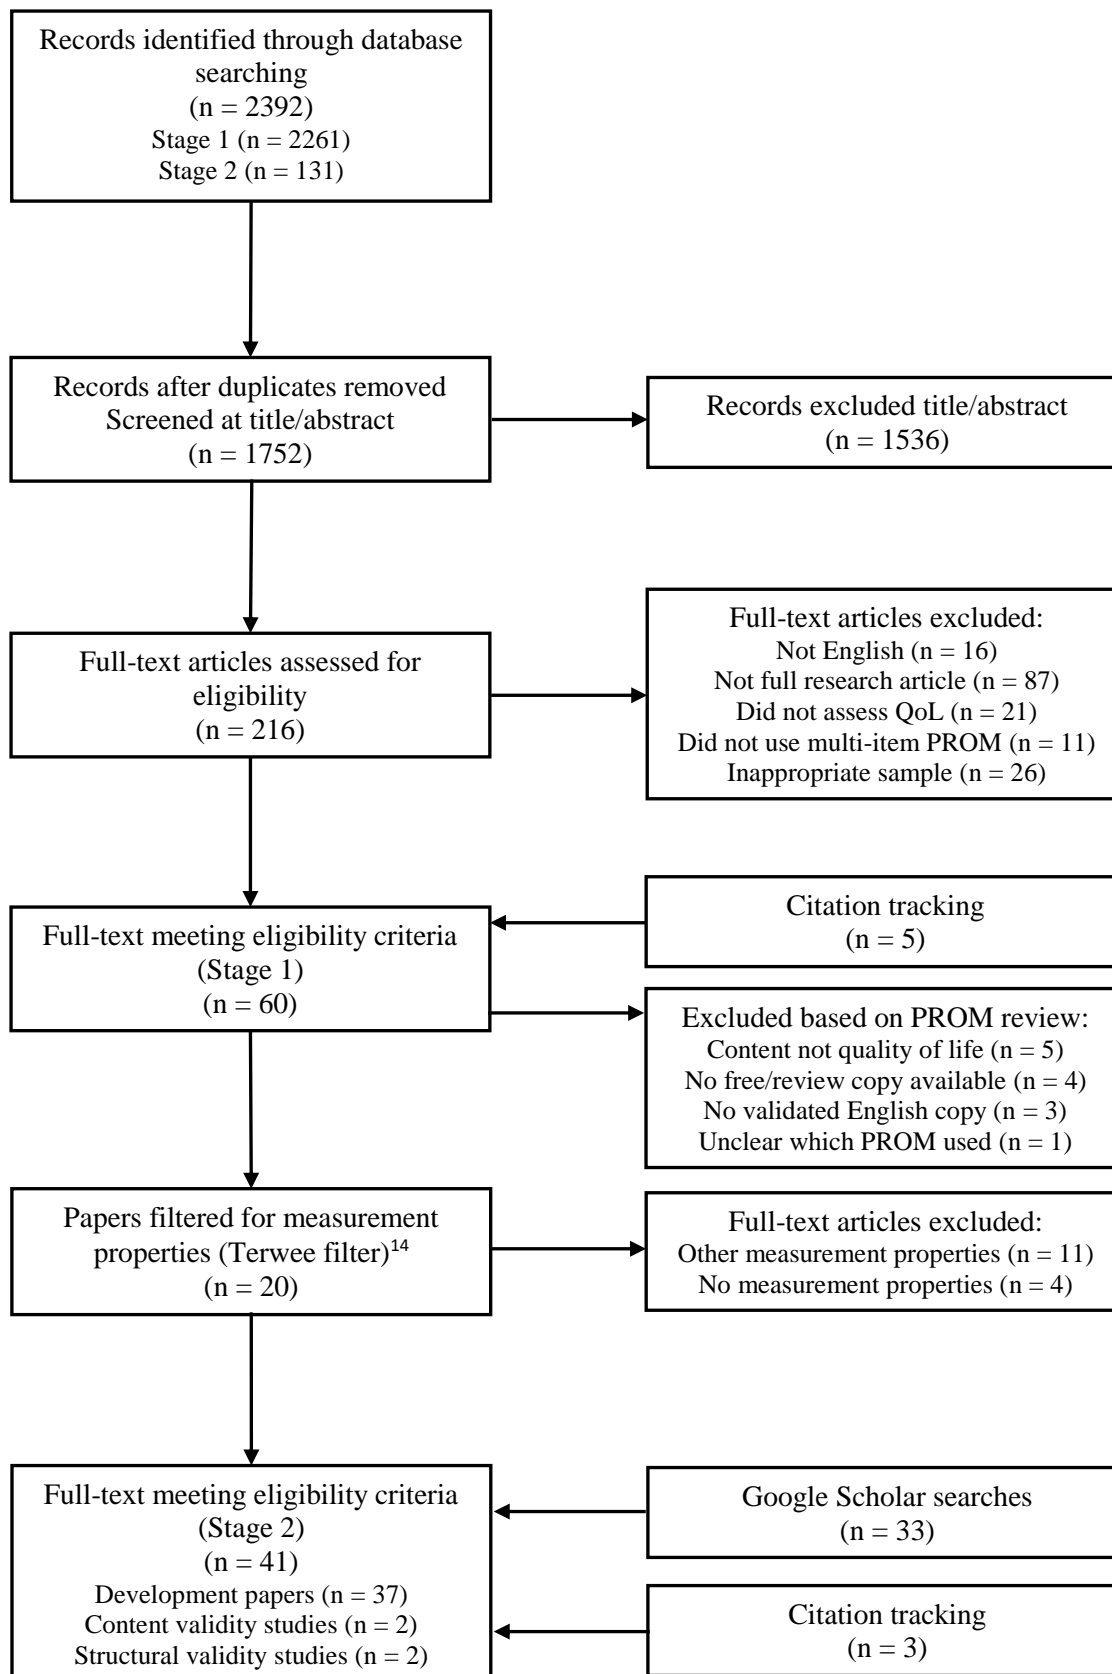 Records identified through database
searching
(n = 2392)
Stage 1 (n = 2261)
Stage 2 (n = 131)
Records after duplicates removed
Screened at title/abstract
(n = 1752)
Records excluded title/abstract
(n = 1536)
Full-text articles assessed for
eligibility
(n = 216)
Full-text articles excluded:
Not English (n = 16)
Not full research article (n = 87)
Did not assess QoL (n = 21)
Did not use multi-item PROM (n = 11)
Inappropriate sample (n = 26)
Full-text meeting eligibility criteria
(Stage 1)
(n = 60)
Citation tracking
(n = 5)
Excluded based on PROM review:
Content not quality of life (n = 5)
No free/review copy available (n = 4)
No validated English copy (n = 3)
Unclear which PROM used (n = 1)
Papers filtered for measurement
properties (Terwee filter)¹⁴
(n = 20)
Full-text articles excluded:
Other measurement properties (n = 11)
No measurement properties (n = 4)
Full-text meeting eligibility criteria
(Stage 2)
(n = 41)
Development papers (n = 37)
Content validity studies (n = 2)
Structural validity studies (n = 2)
Google Scholar searches
(n = 33)
Citation tracking
(n = 3)